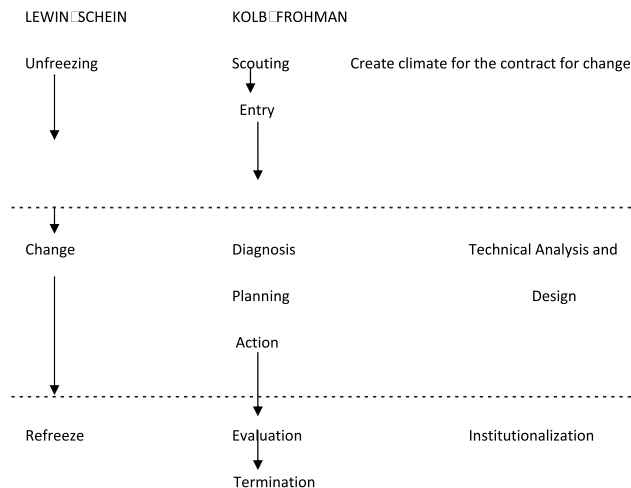 LEWIN□SCHEIN KOLB□FROHMAN
Unfreezing Scouting Create climate for the contract for change
Entry
Change Diagnosis Technical Analysis and
Planning Design
Action
Refreeze Evaluation Institutionalization
Termination